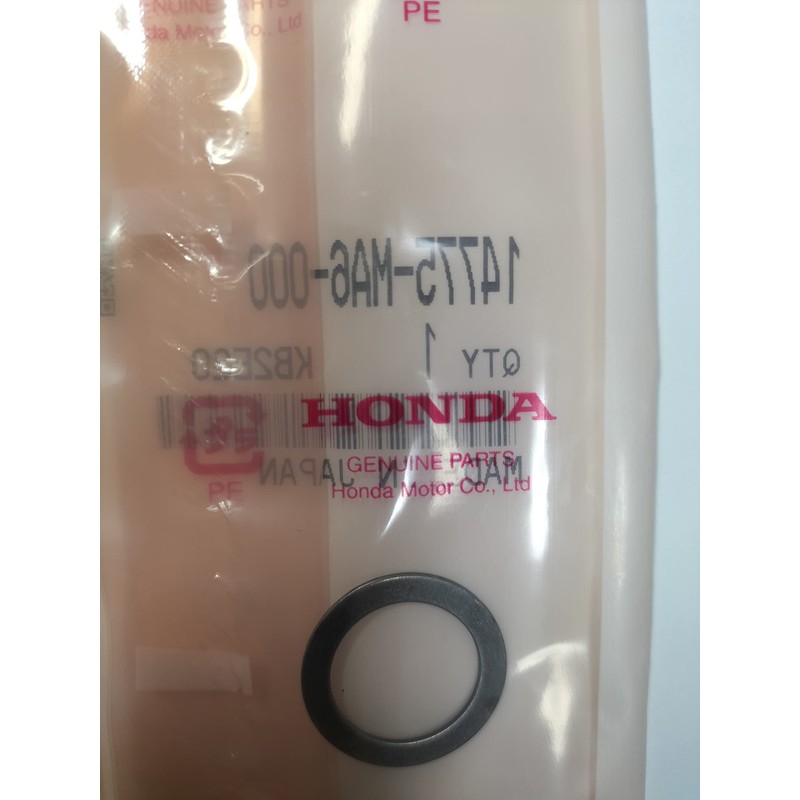 GENUINE PARTS
Honda Motor Co., Ltd
PE
14775-MA6-000
QTY 1 KB2E20
HONDA
GENUINE PARTS
Honda Motor Co., Ltd
MADE IN JAPAN
PE